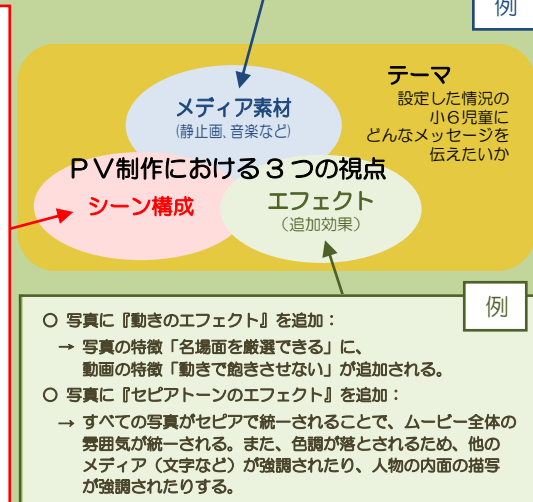 例
テーマ
設定した情況の
小６児童に
どんなメッセージを
伝えたいか
メディア素材
(静止画、音楽など)
ＰＶ制作における３つの視点
シーン構成
エフェクト
（追加効果）
例
○ 写真に『動きのエフェクト』を追加：
→ 写真の特徴「名場面を厳選できる」に、
動画の特徴「動きで飽きさせない」が追加される。
○ 写真に『セピアトーンのエフェクト』を追加：
→ すべての写真がセピアで統一されることで、ムービー全体の
雰囲気が統一される。また、色調が落とされるため、他の
メディア（文字など）が強調されたり、人物の内面の描写
が強調されたりする。